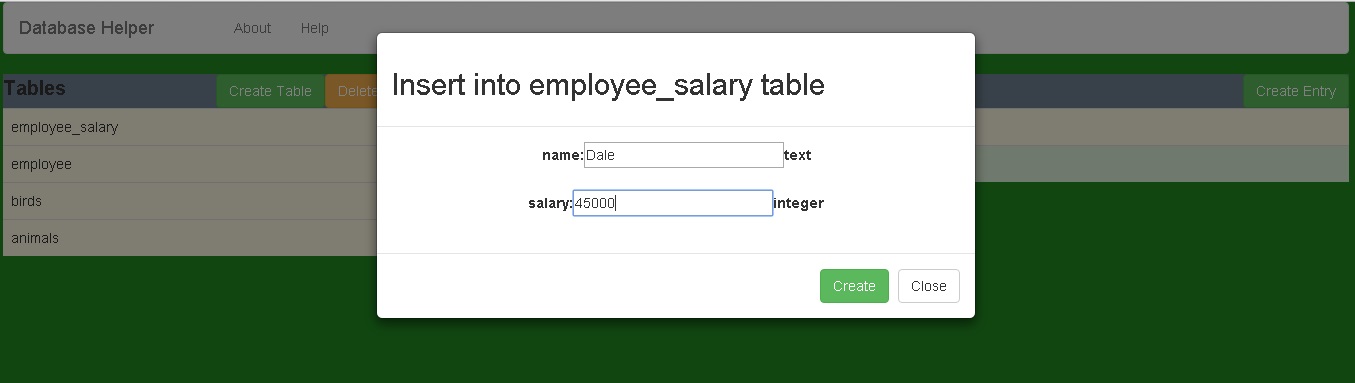 Database Helper About Help
Tables Create Table Delete Create Entry
employee_salary
employee
birds
animals
Insert into employee_salary table
name: Dale text
salary: 45000 integer
Create Close